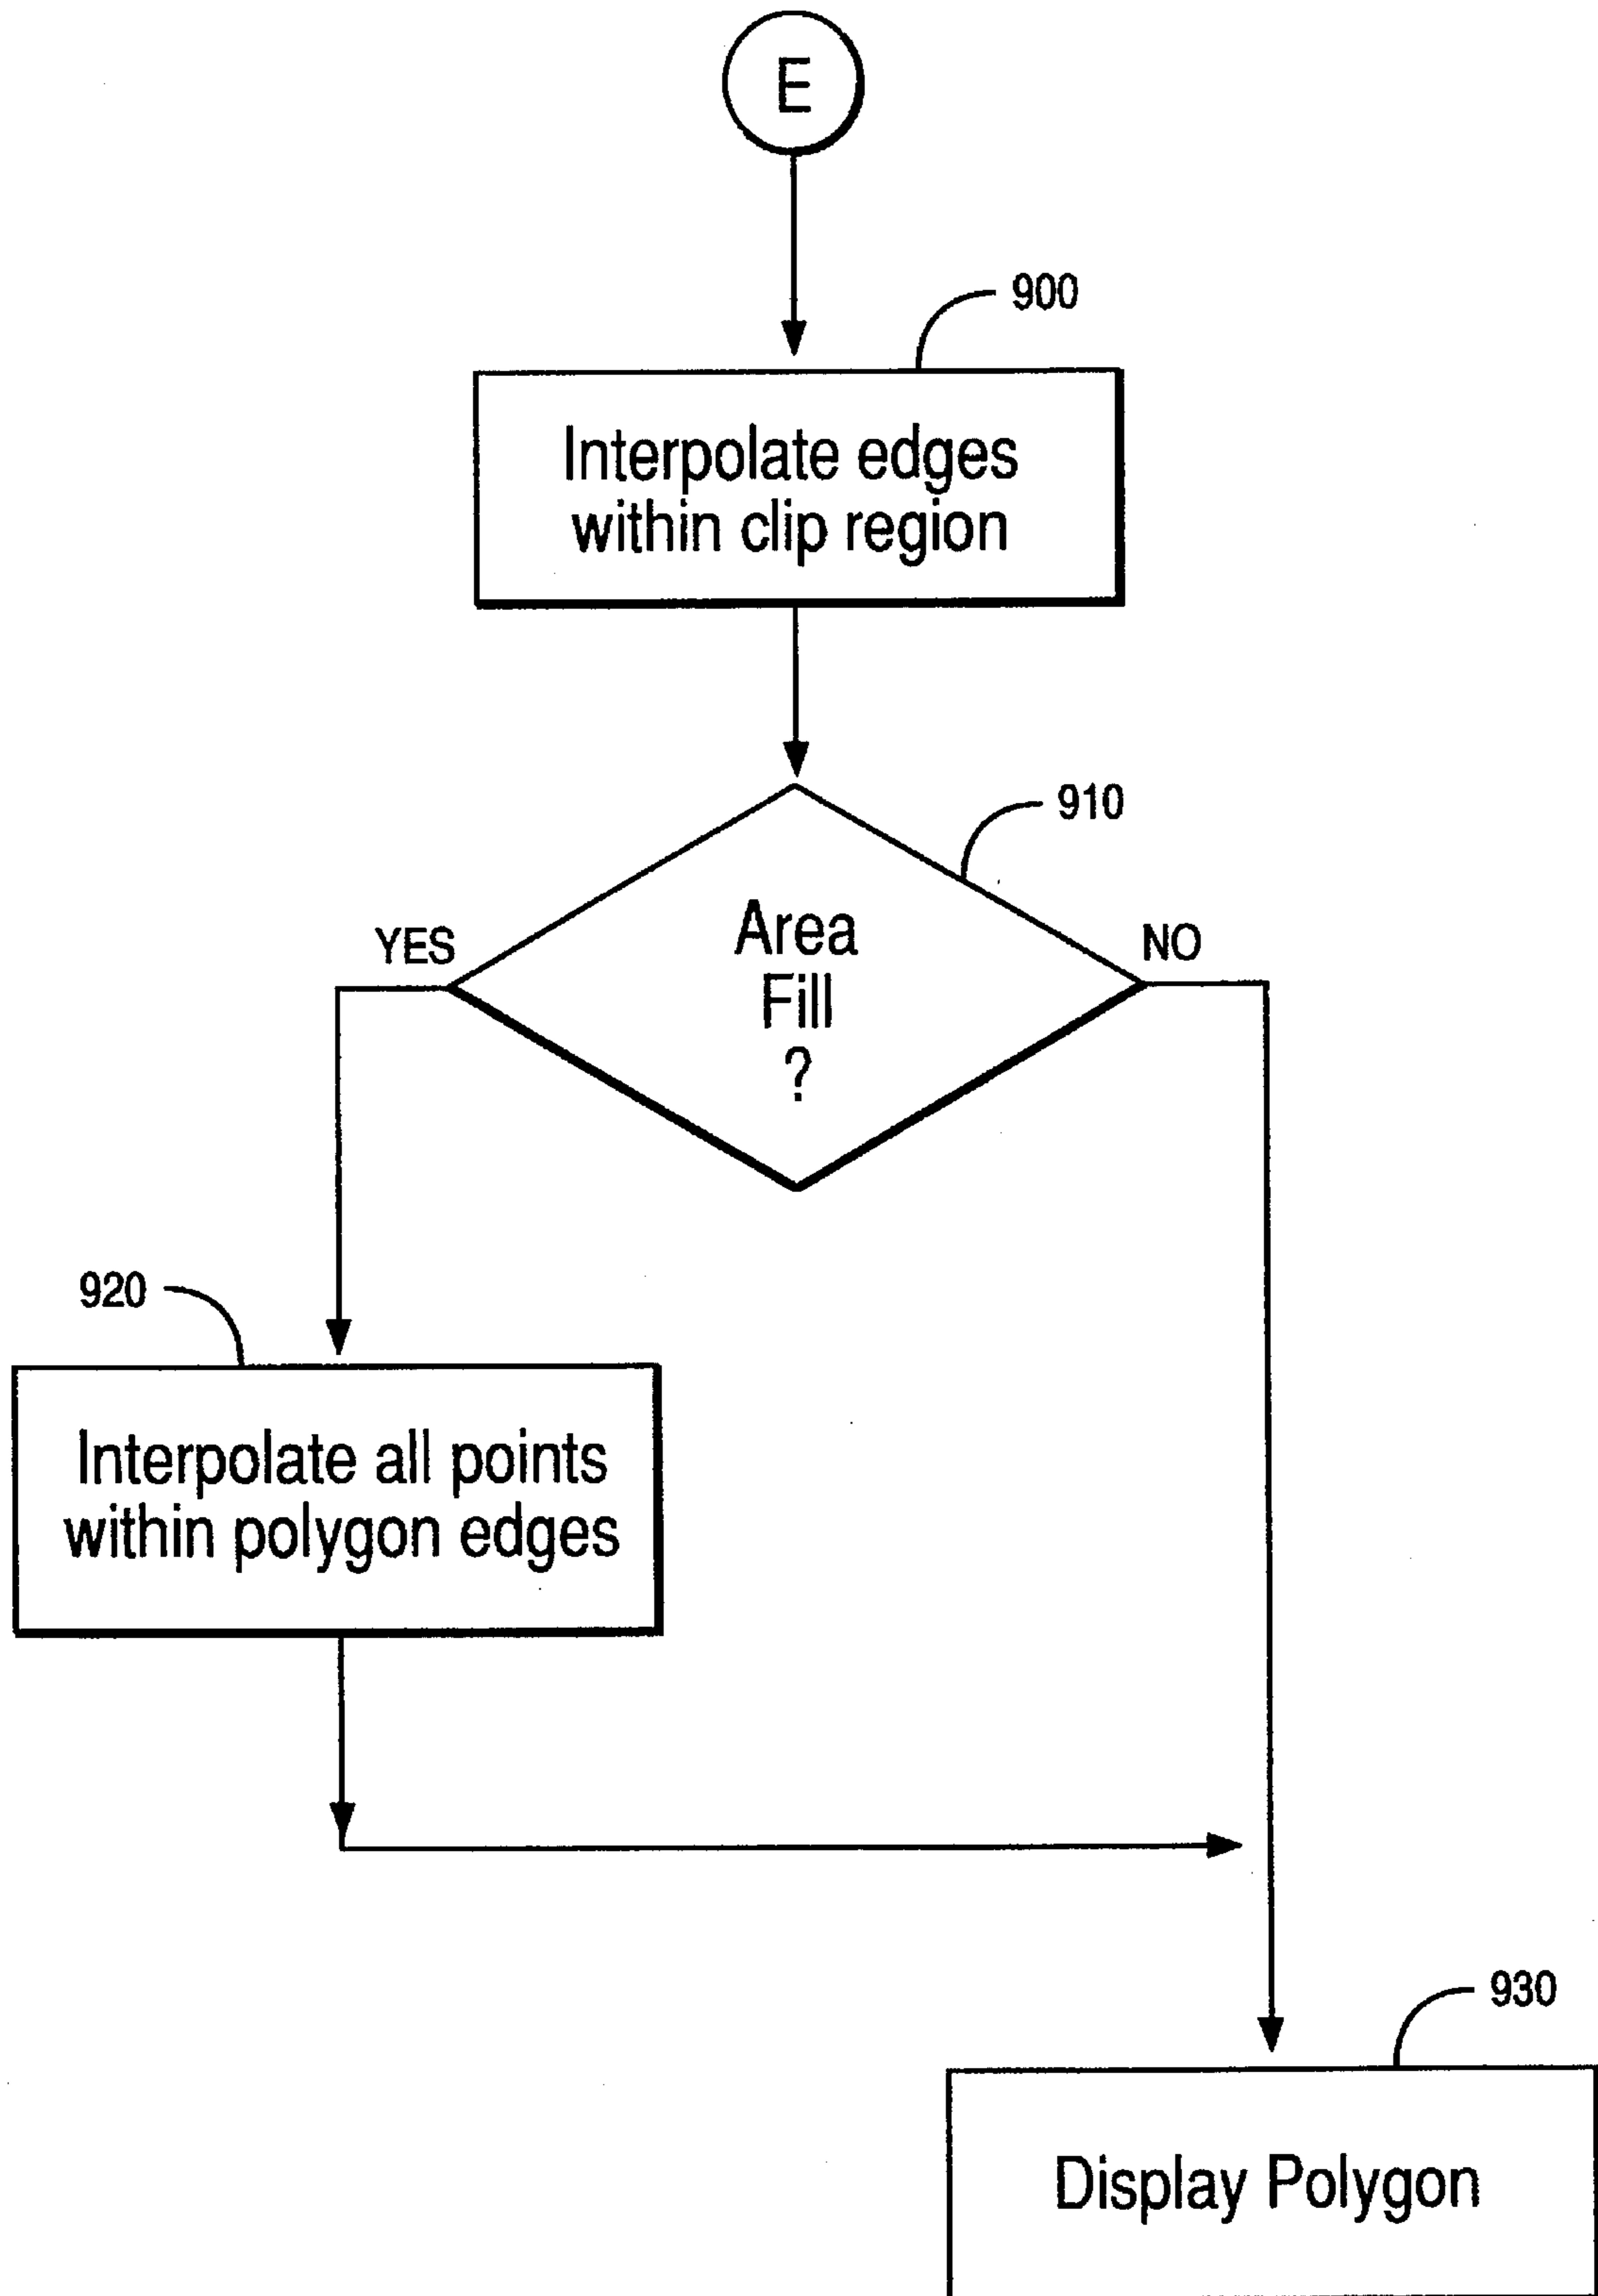 E
900
Interpolate edges
within clip region
910
YES
Area
Fill
?
NO
920
Interpolate all points
within polygon edges
930
Display Polygon